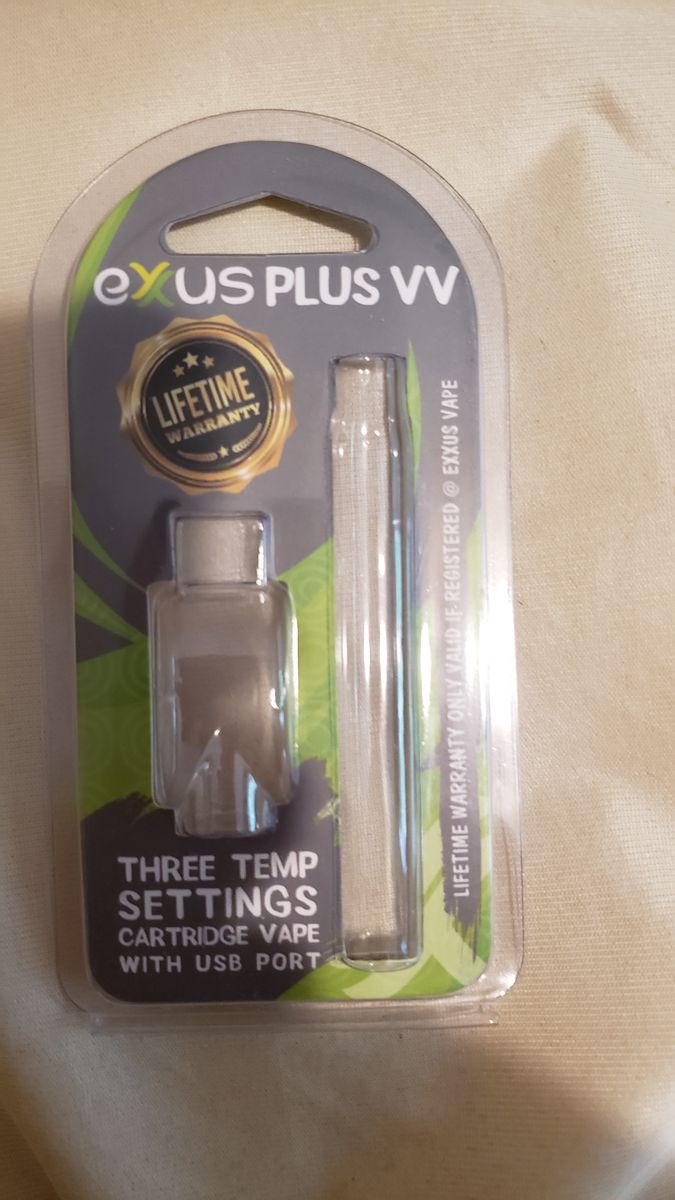 exxus PLUS VV
LIFETIME
WARRANTY
THREE TEMP
SETTINGS
CARTRIDGE VAPE
WITH USB PORT
LIFETIME WARRANTY ONLY VALID IF REGISTERED @ EXXUS VAPE